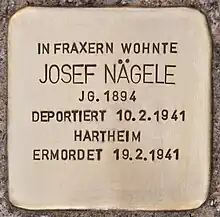 IN FRAXERN WOHNTE
JOSEF NÄGELE
JG. 1894
DEPORTIERT 10.2.1941
HARTHEIM
ERMORDET 19.2.1941